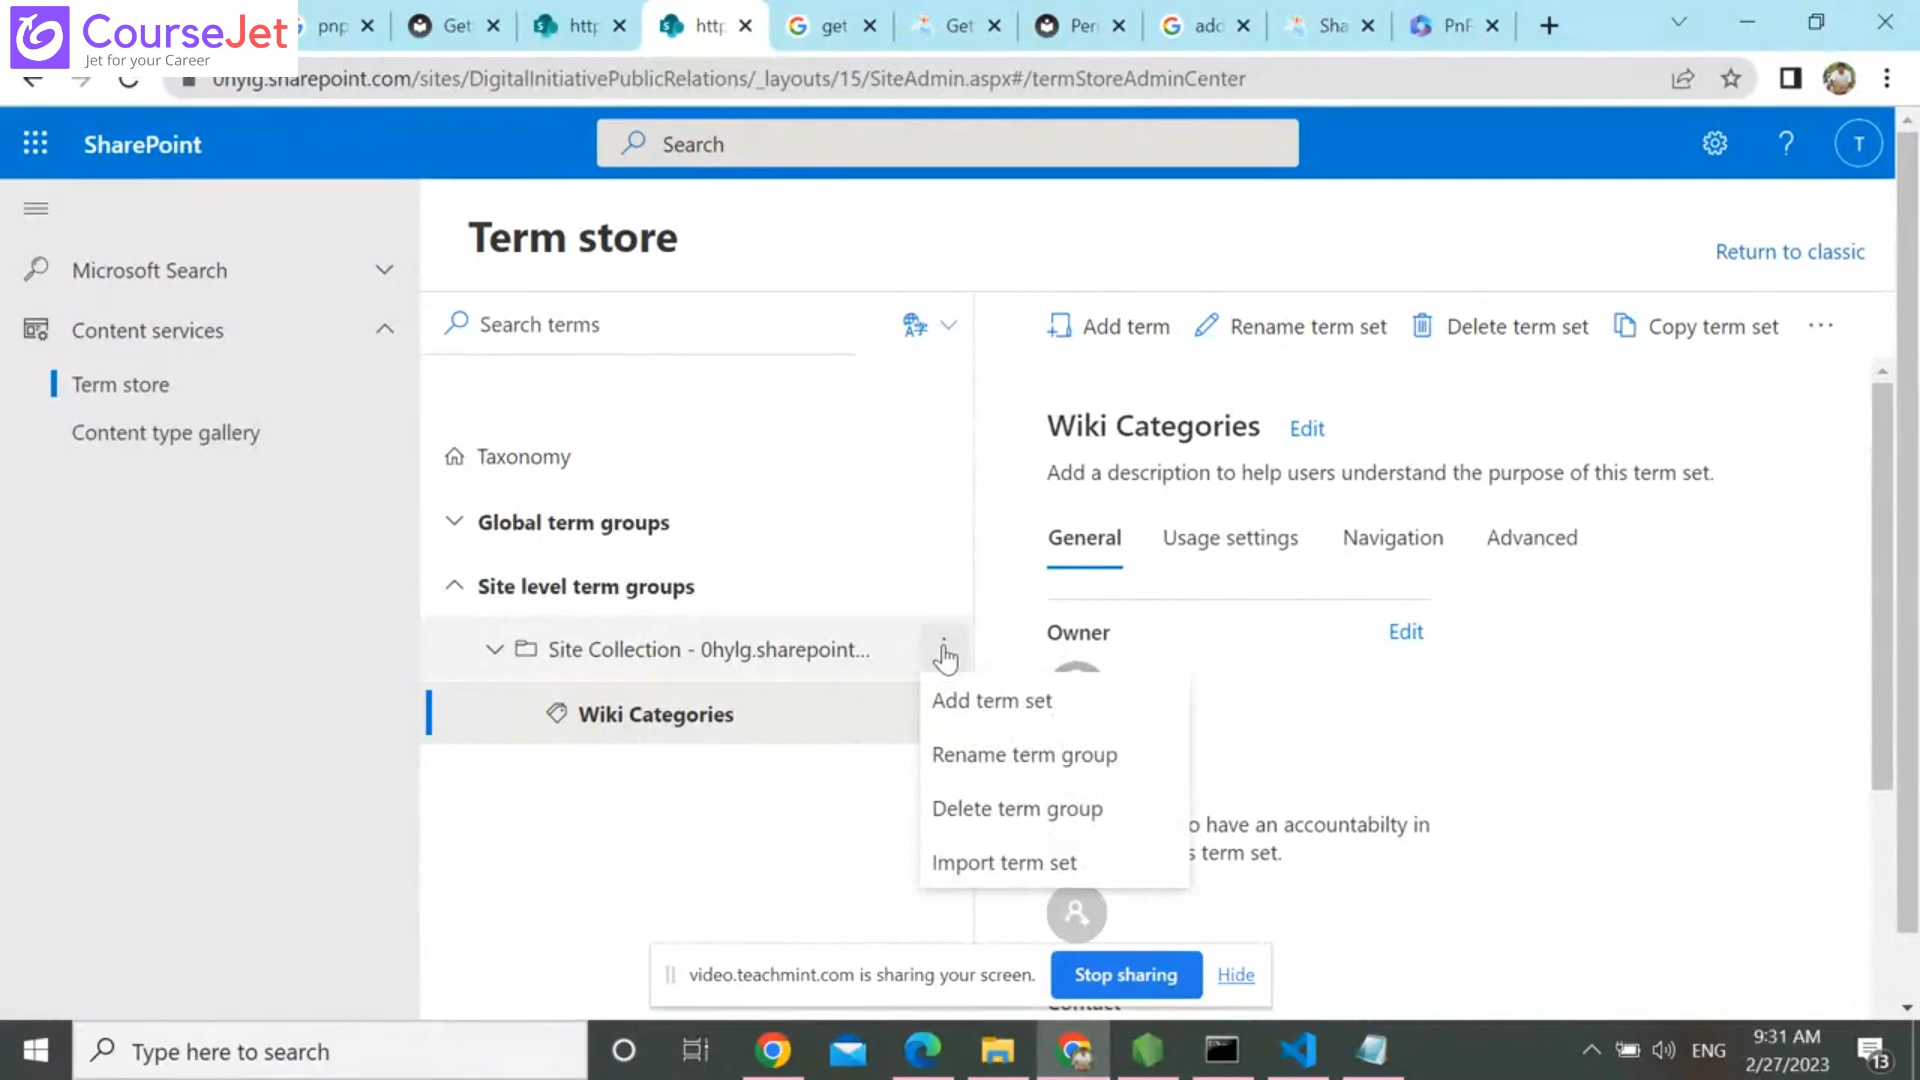 CourseJet
Jet for your Career
pnp
Get
http
http
get
Get
Per
add
Sha
PnF
0hylg.sharepoint.com/sites/DigitalInitiativePublicRelations/_layouts/15/SiteAdmin.aspx#/termStoreAdminCenter
SharePoint
Search
?
T
Term store
Return to classic
Microsoft Search
Content services
Term store
Content type gallery
Search terms
Add term
Rename term set
Delete term set
Copy term set
...
Taxonomy
Global term groups
Site level term groups
Site Collection - 0hylg.sharepoint...
Wiki Categories
Wiki Categories
Edit
Add a description to help users understand the purpose of this term set.
General
Usage settings
Navigation
Advanced
Owner
Edit
Add term set
Rename term group
Delete term group
Import term set
o have an accountabilty in
s term set.
video.teachmint.com is sharing your screen.
Stop sharing
Hide
Contact
Type here to search
ENG
9:31 AM
2/27/2023
13